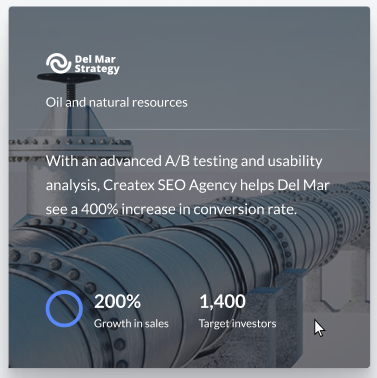 Del Mar
Strategy
Oil and natural resources
With an advanced A/B testing and usability
analysis, Createx SEO Agency helps Del Mar
see a 400% increase in conversion rate.
200%
Growth in sales
1,400
Target investors